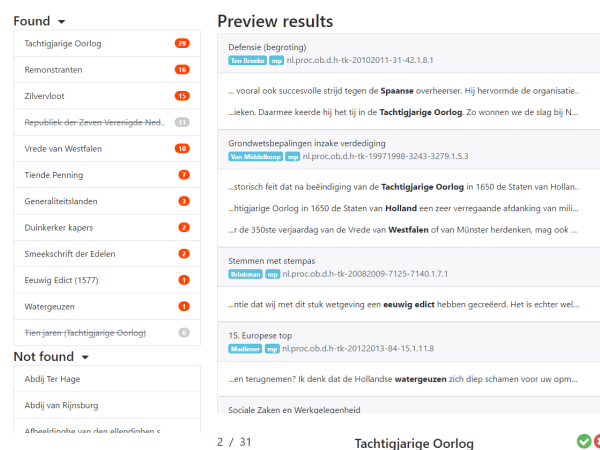 Found
Tachtigjarige Oorlog 29
Remonstranten 16
Zilvervloot 15
Republiek der Zeven Verenigde Ned.. 11
Vrede van Westfalen 10
Tiende Penning 7
Generaliteitslanden 3
Duinkerker kapers 2
Smeekschrift der Edelen 2
Eeuwig Edict (1577) 1
Watergeuzen 1
Tien jaren (Tachtigjarige Oorlog) 0
Not found
Abdij Ter Hage
Abdij van Rijnsburg
Afbeeldinghe van den ellendighen s
Preview results
Defensie (begroting)
Ten Broeke mp nl.proc.ob.d.h-tk-20102011-31-42.1.8.1
... vooral ook succesvolle strijd tegen de Spaanse overheerser. Hij hervormde de organisatie..
...ieken. Daarmee keerde hij het tij in de Tachtigjarige Oorlog. Zo wonnen we de slag bij N...
Grondwetsbepalingen inzake verdediging
Van Middelkoop mp nl.proc.ob.d.h-tk-19971998-3243-3279.1.5.3
...storisch feit dat na beëindiging van de Tachtigjarige Oorlog in 1650 de Staten van Hollan..
...htigjarige Oorlog in 1650 de Staten van Holland een zeer verregaande afdanking van mili...
...r de 350ste verjaardag van de Vrede van Westfalen of van Münster herdenken, mag ook ...
Stemmen met stempas
Brinkman mp nl.proc.ob.d.h-tk-20082009-7125-7140.1.7.1
...ntie dat wij met dit stuk wetgeving een eeuwig edict hebben gecreëerd. Het is echter wel...
15. Europese top
Madlener mp nl.proc.ob.d.h-tk-20122013-84-15.1.11.8
...en terugnemen? Ik denk dat de Hollandse watergeuzen zich diep schamen voor uw opm...
Sociale Zaken en Werkgelegenheid
2 / 31 Tachtigjarige Oorlog